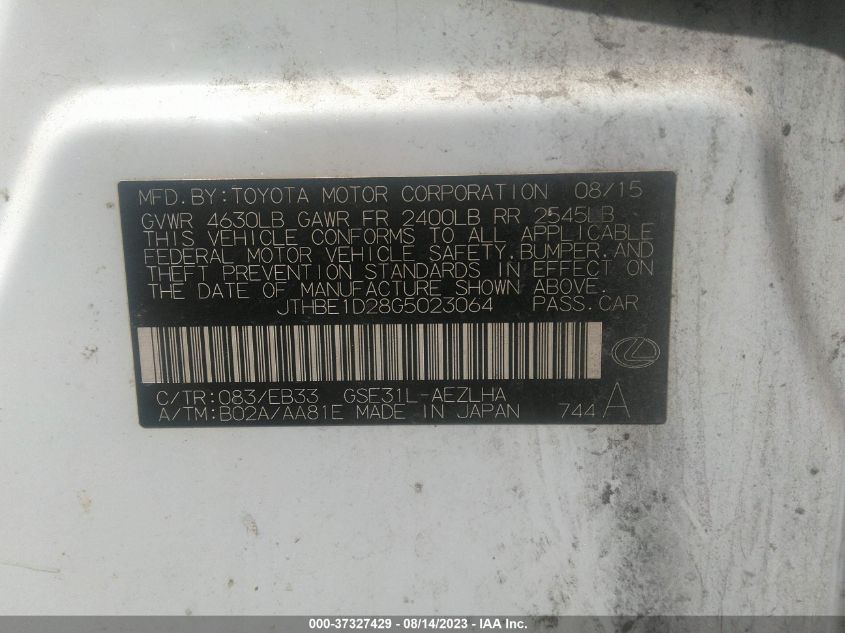 MFD. BY: TOYOTA MOTOR CORPORATION 08/15
GVWR 4630LB GAWR FR 2400LB RR 2545LB
THIS VEHICLE CONFORMS TO ALL APPLICABLE
FEDERAL MOTOR VEHICLE SAFETY, BUMPER, AND
THEFT PREVENTION STANDARDS IN EFFECT ON
THE DATE OF MANUFACTURE SHOWN ABOVE.
JTHBE1D28G5023064 PASS. CAR
C/TR: 083/EB33 GSE31L-AEZLHA
A/TM: B02A/AA81E MADE IN JAPAN 744 A
000-37327429 - 08/14/2023 - IAA Inc.